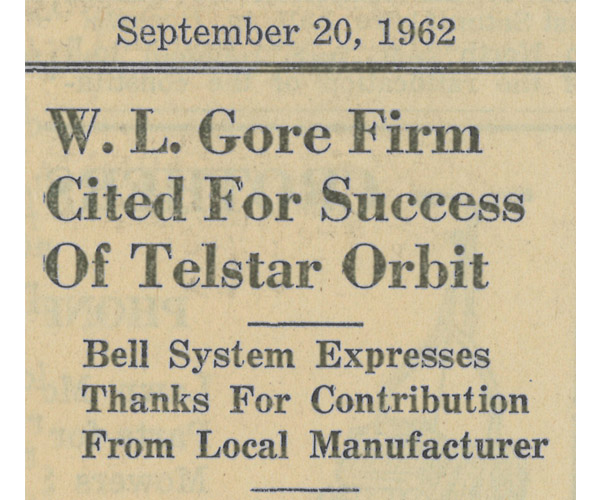 September 20, 1962
W. L. Gore Firm
Cited For Success
Of Telstar Orbit
Bell System Expresses
Thanks For Contribution
From Local Manufacturer